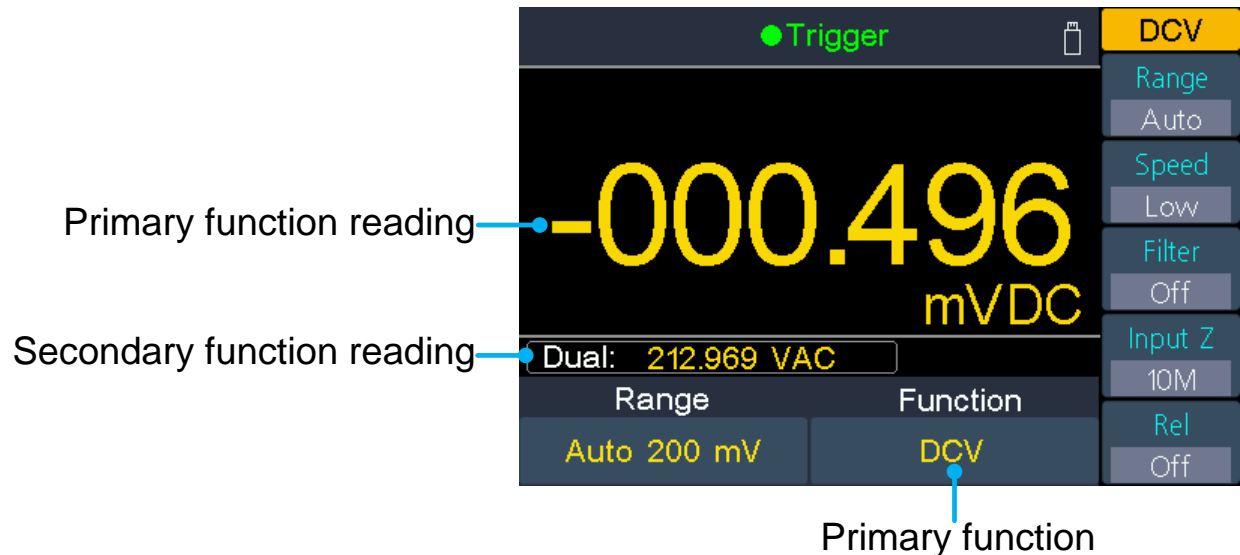 Trigger
DCV
Range
Auto
Speed
Low
Filter
Off
Input Z
10M
Rel
Off
Primary function reading
-000.496
mVDC
Secondary function reading
Dual: 212.969 VAC
Range Function
Auto 200 mV DCV
Primary function